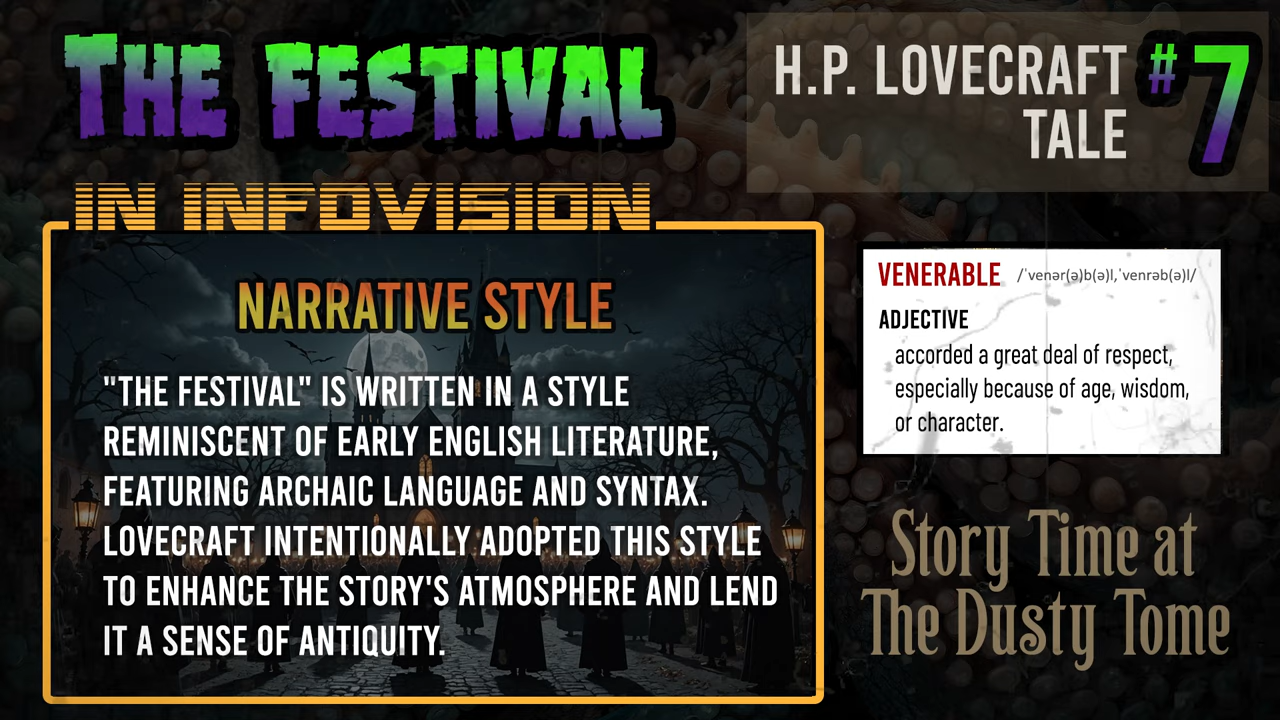 THE FESTIVAL
H.P. LOVECRAFT
TALE
#7
IN INFOVISION
NARRATIVE STYLE
"THE FESTIVAL" IS WRITTEN IN A STYLE
REMINISCENT OF EARLY ENGLISH LITERATURE,
FEATURING ARCHAIC LANGUAGE AND SYNTAX.
LOVECRAFT INTENTIONALLY ADOPTED THIS STYLE
TO ENHANCE THE STORY'S ATMOSPHERE AND LEND
IT A SENSE OF ANTIQUITY.
VENERABLE /ˈvenər(ə)b(ə)l,ˈvenrəb(ə)l/
ADJECTIVE
accorded a great deal of respect,
especially because of age, wisdom,
or character.
Story Time at
The Dusty Tome